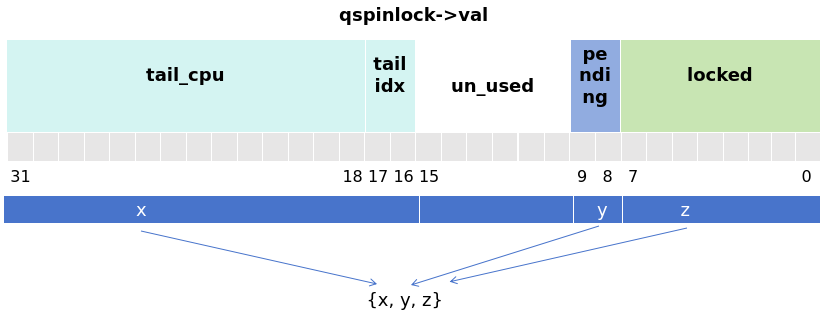 qspinlock->val
tail_cpu
tail
idx
un_used
pe
ndi
ng
locked
31 18 17 16 15 9 8 7 0
x y z
{x, y, z}